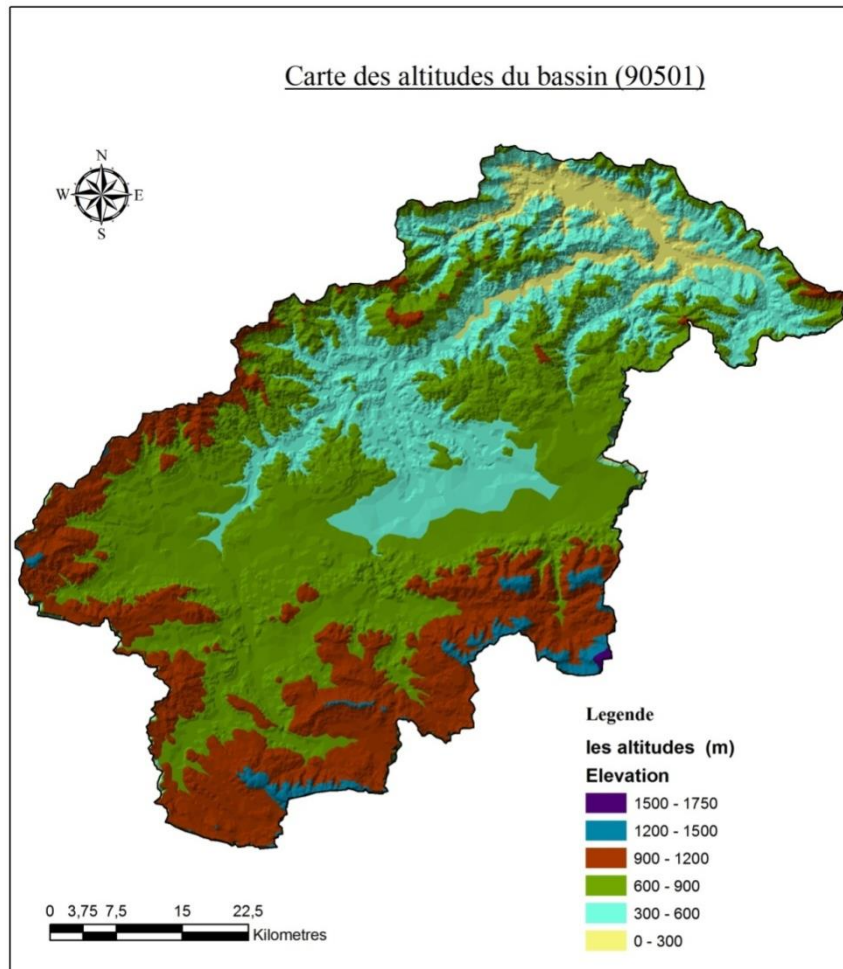 Carte des altitudes du bassin (90501)
N
W E
S
Legende
les altitudes (m)
Elevation
1500 - 1750
1200 - 1500
900 - 1200
600 - 900
300 - 600
0 - 300
0 3,75 7,5 15 22,5
Kilometres